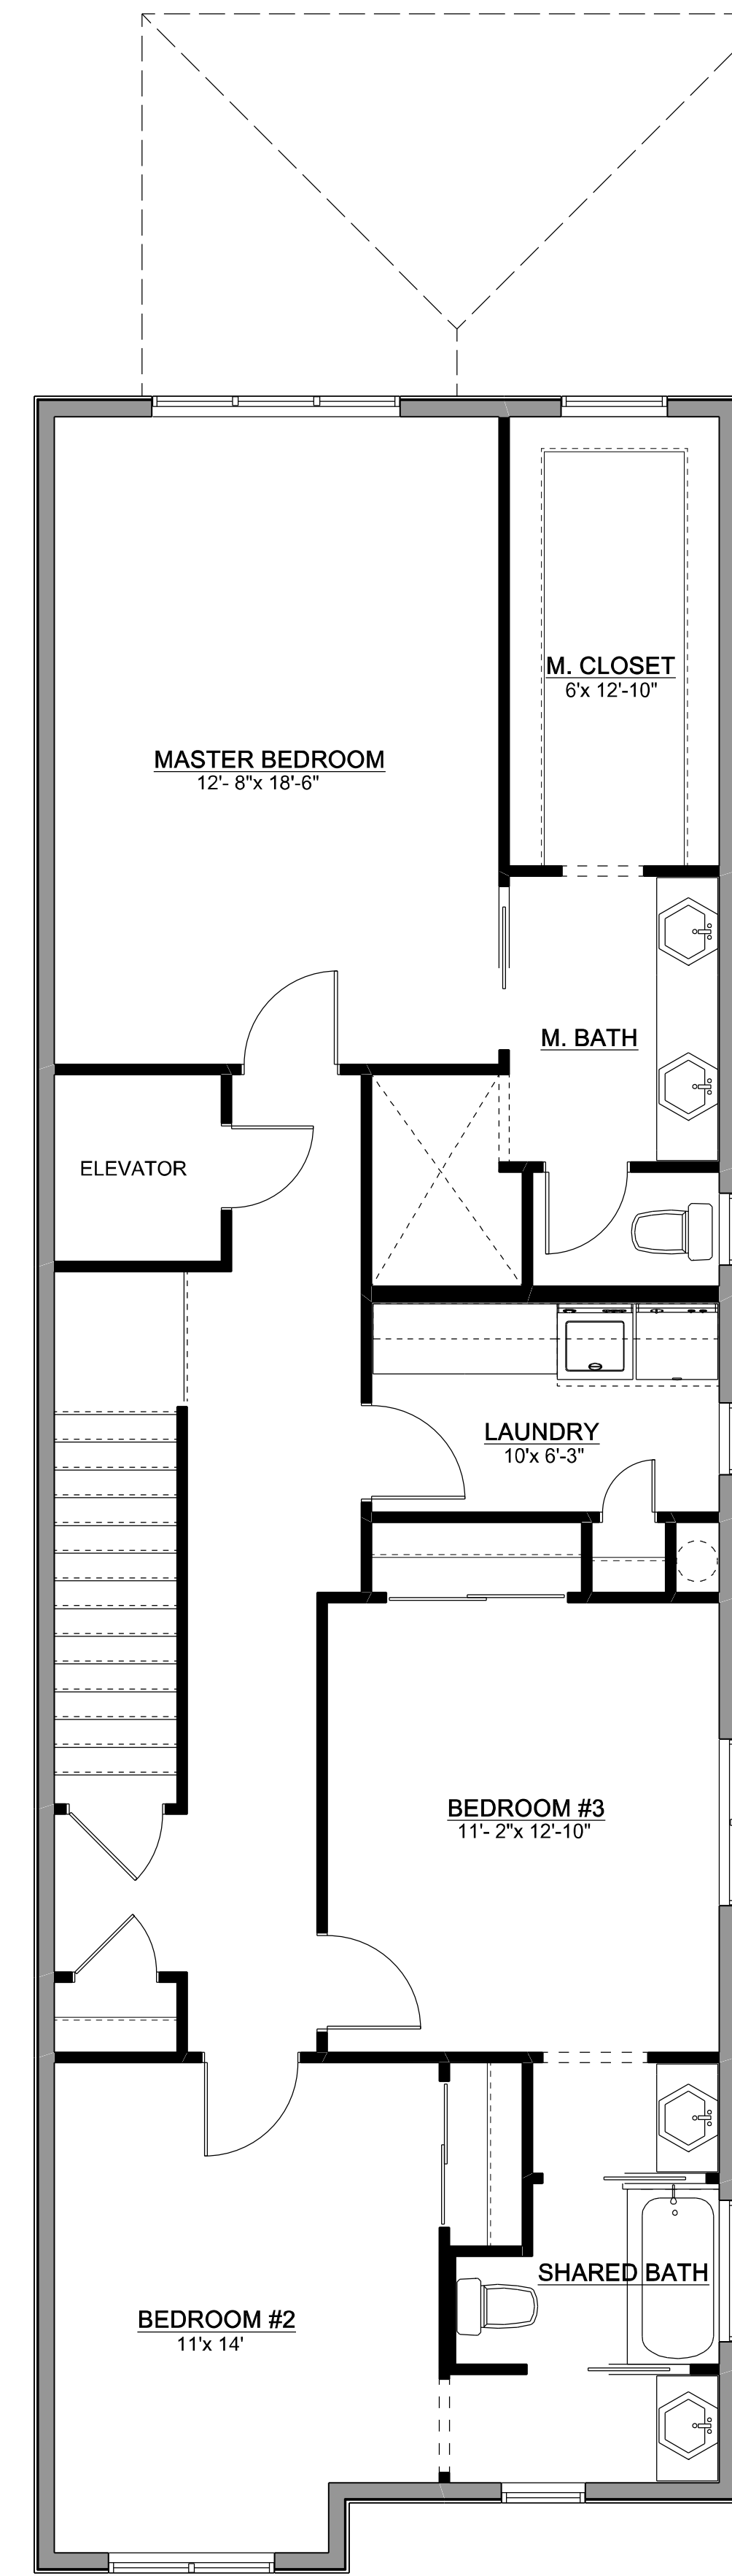 M. CLOSET
6'x 12'-10"
MASTER BEDROOM
12'- 8"x 18'-6"
M. BATH
ELEVATOR
LAUNDRY
10'x 6'-3"
BEDROOM #3
11'- 2"x 12'-10"
SHARED BATH
BEDROOM #2
11'x 14'